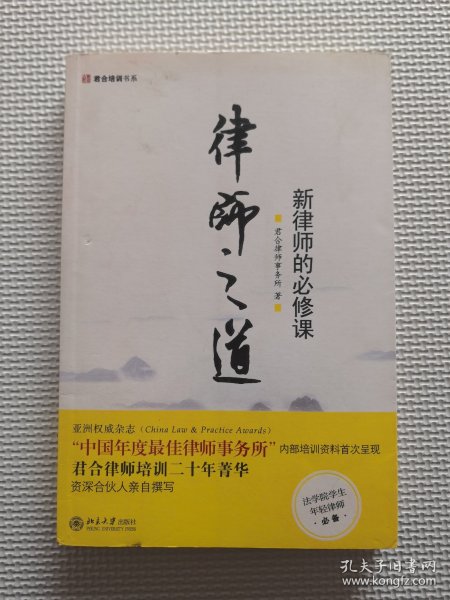 君合培训书系
律师之道
新律师的必修课
君合律师事务所 著
亚洲权威杂志（China Law & Practice Awards）
“中国年度最佳律师事务所”内部培训资料首次呈现
君合律师培训二十年菁华
资深合伙人亲自撰写
法学院学生
年轻律师
必备
北京大学出版社
孔夫子旧书网
www.kongfz.com